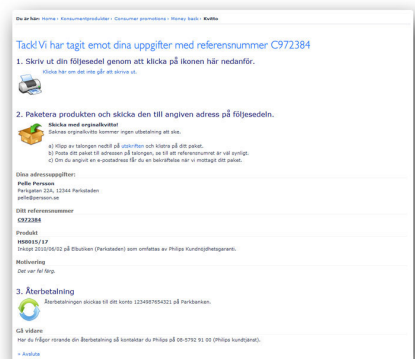 Du är här: Home › Konsumentprodukter › Consumer promotions › Money back › Kvitto
Tack! Vi har tagit emot dina uppgifter med referensnummer C972384
1. Skriv ut din följesedel genom att klicka på ikonen här nedanför.
Klicka här om det inte går att skriva ut.
2. Paketera produkten och skicka den till angiven adress på följesedeln.
Skicka med orginalkvitto!
Saknas orginalkvitto kommer ingen utbetalning att ske.
a) Klipp av talongen nedtil på utskriften och klistra på ditt paket.
b) Posta ditt paket till adressen på talongen, se till att referensnumret är väl synligt.
c) Om du angivit en e-postadress får du en bekräftelse när vi mottagit ditt paket.
Dina adressuppgifter:
Pelle Persson
Parkgatan 22A, 12344 Parkstaden
pelle@persson.se
Ditt referensnummer
C972384
Produkt
HS8015/17
Inköpt 2010/06/02 på Elbutiken (Parkstaden) som omfattas av Philips Kundnöjdhetsgaranti.
Motivering
Det var fel färg.
3. Återbetalning
Återbetalningen skickas till ditt konto 1234987654321 på Parkbanken.
Gå vidare
Har du frågor rörande din återbetalning så kontaktar du Philips på 08-5792 91 00 (Philips kundtjänst).
» Avsluta